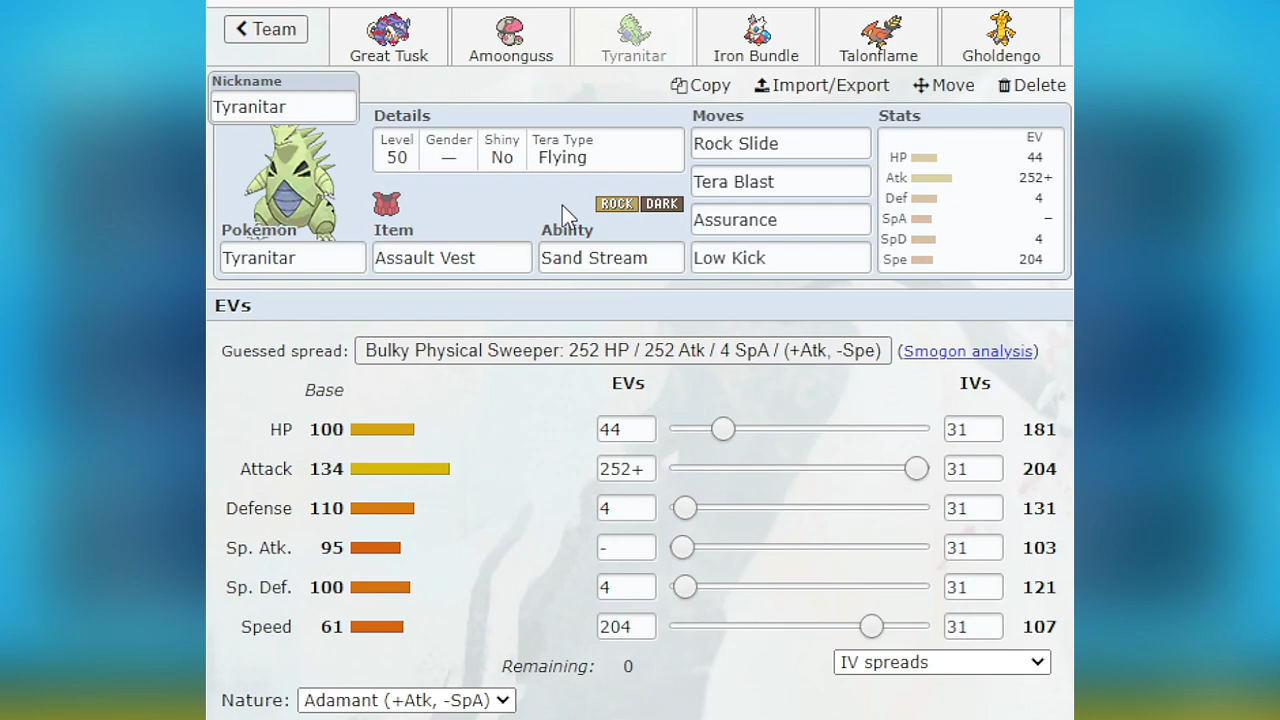 Team
Great Tusk
Amoonguss
Tyranitar
Iron Bundle
Talonflame
Gholdengo
Nickname
Tyranitar
Copy
Import/Export
Move
Delete
Details
Moves
Stats
Level
50
Gender
—
Shiny
No
Tera Type
Flying
Rock Slide
Tera Blast
Assurance
Low Kick
EV
HP 44
Atk 252+
Def 4
SpA –
SpD 4
Spe 204
ROCK DARK
Pokémon
Tyranitar
Item
Assault Vest
Ability
Sand Stream
EVs
Guessed spread: Bulky Physical Sweeper: 252 HP / 252 Atk / 4 SpA / (+Atk, -Spe) (Smogon analysis)
Base EVs IVs
HP 100 44 31 181
Attack 134 252+ 31 204
Defense 110 4 31 131
Sp. Atk. 95 - 31 103
Sp. Def. 100 4 31 121
Speed 61 204 31 107
Remaining: 0
IV spreads
Nature: Adamant (+Atk, -SpA)